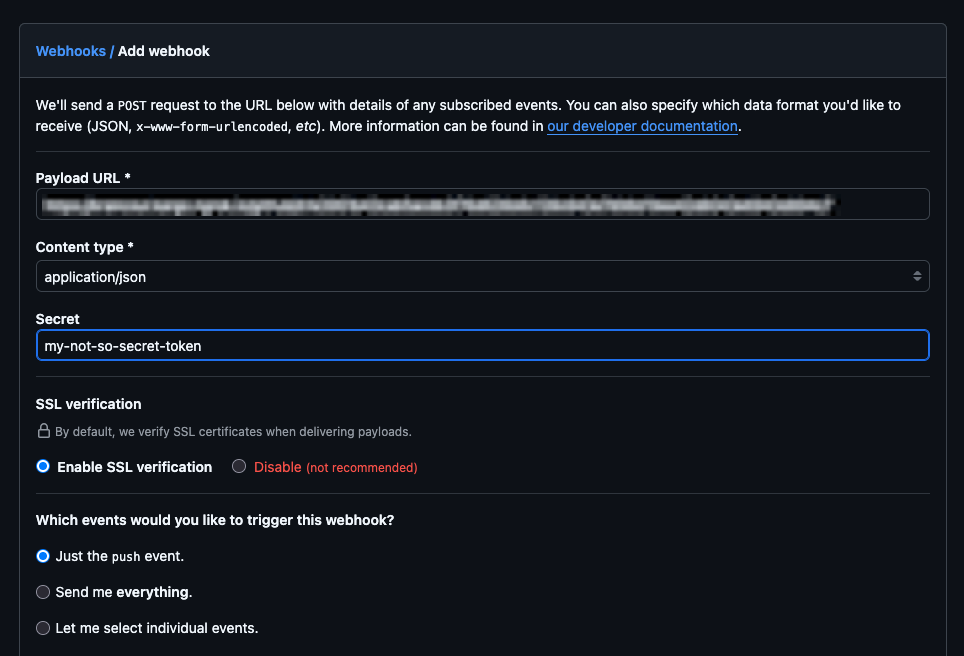 Webhooks / Add webhook
We'll send a POST request to the URL below with details of any subscribed events. You can also specify which data format you'd like to
receive (JSON, x-www-form-urlencoded, etc). More information can be found in our developer documentation.
Payload URL *
Content type *
application/json
Secret
my-not-so-secret-token
SSL verification
By default, we verify SSL certificates when delivering payloads.
Enable SSL verification Disable (not recommended)
Which events would you like to trigger this webhook?
Just the push event.
Send me everything.
Let me select individual events.